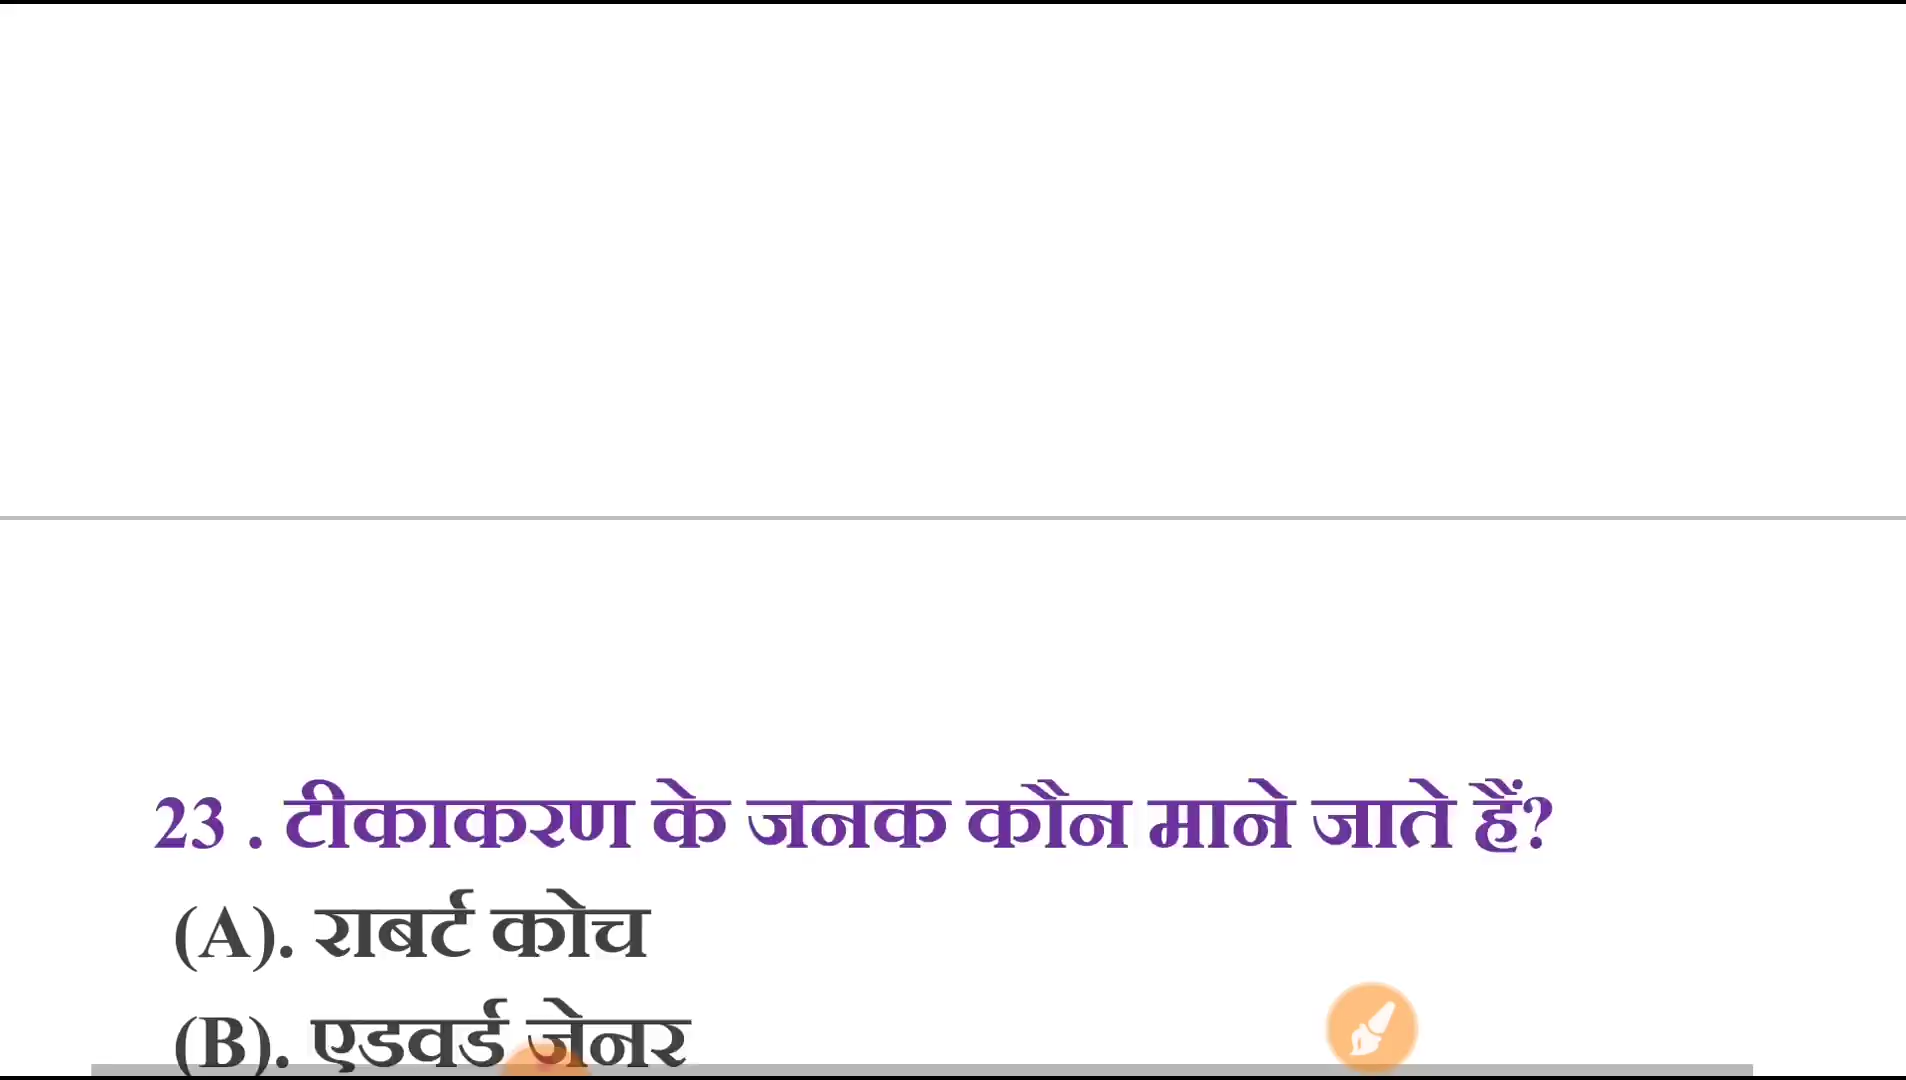 23 . टीकाकरण के जनक कौन माने जाते हैं?
(A). राबर्ट कोच
(B). एडवर्ड जेनर